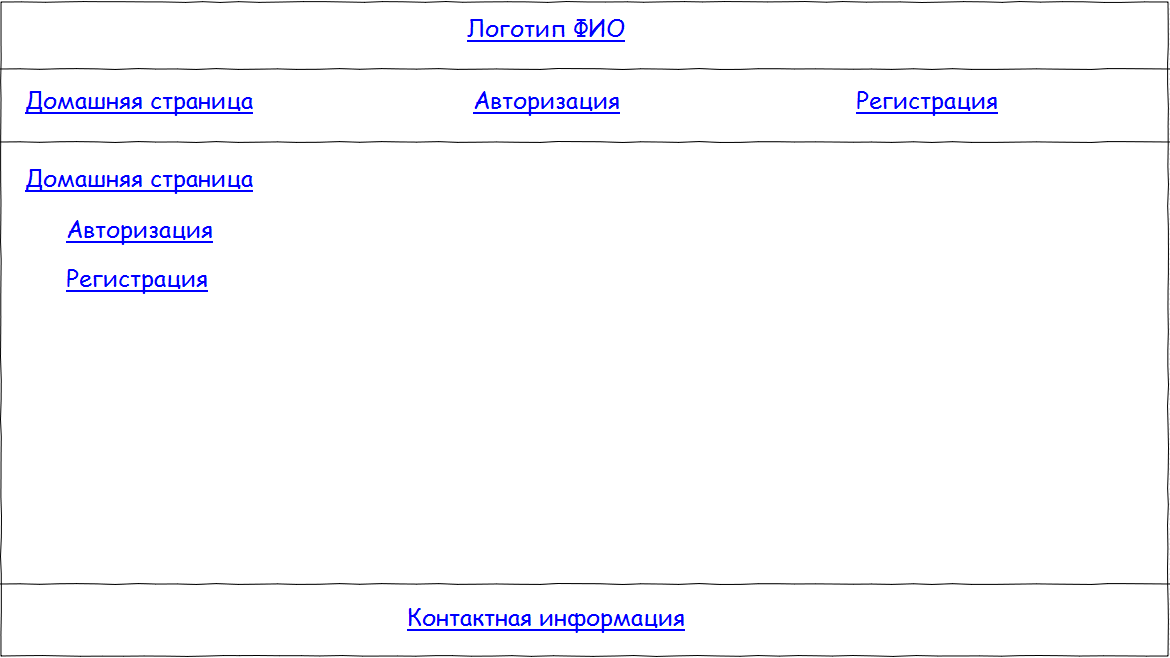 Логотип ФИО
Домашняя страница Авторизация Регистрация
Домашняя страница
Авторизация
Регистрация
Контактная информация